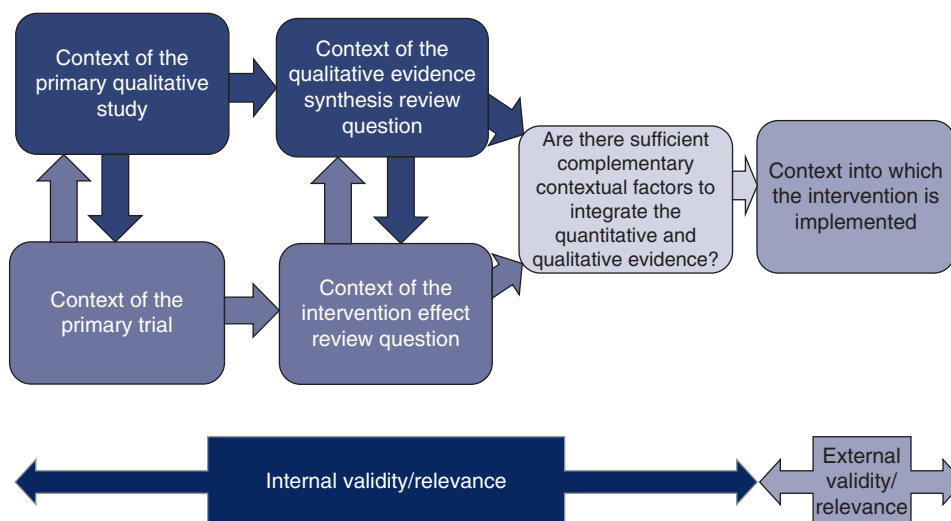 Context of the
primary qualitative
study
Context of the
qualitative evidence
synthesis review
question
Are there sufficient
complementary
contextual factors to
integrate the
quantitative and
qualitative evidence?
Context into which
the intervention is
implemented
Context of the
primary trial
Context of the
intervention effect
review question
Internal validity/relevance
External
validity/
relevance